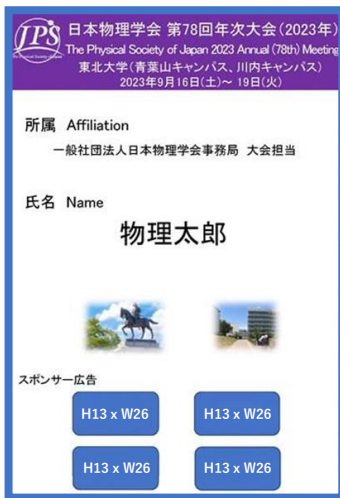 JPS
日本物理学会 第78回年次大会(2023年)
The Physical Society of Japan 2023 Annual (78th) Meeting
東北大学(青葉山キャンパス、川内キャンパス)
2023年9月16日(土)～ 19日(火)
所属 Affiliation
一般社団法人日本物理学会事務局 大会担当
氏名 Name
物理太郎
スポンサー広告
H13 x W26
H13 x W26
H13 x W26
H13 x W26